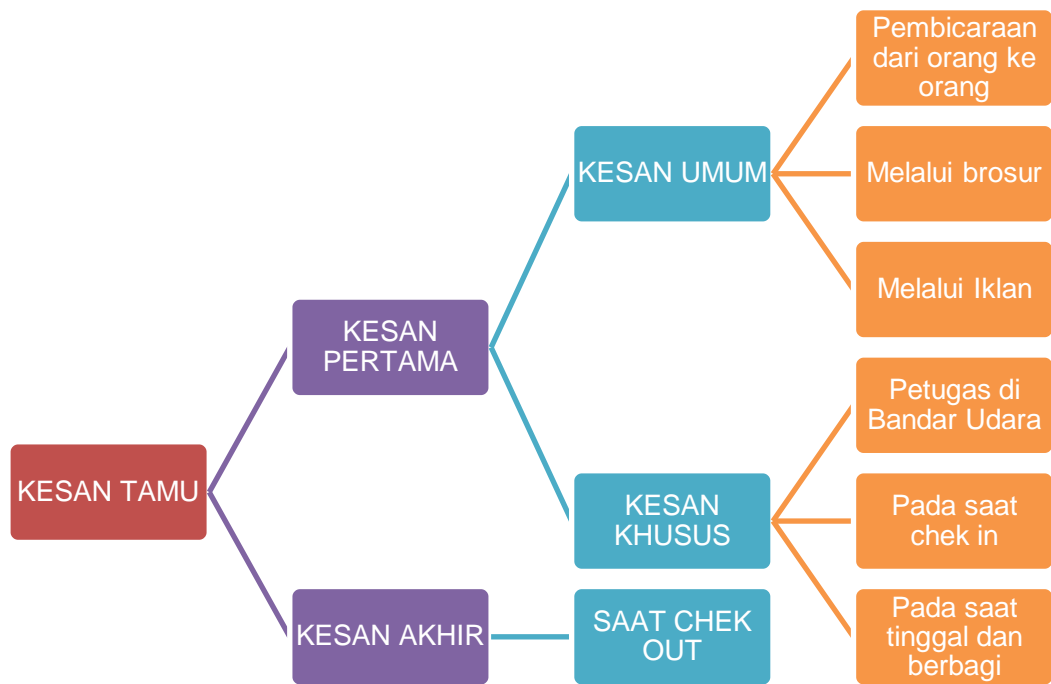 KESAN TAMU
KESAN
PERTAMA
KESAN UMUM
Pembicaraan
dari orang ke
orang
Melalui brosur
Melalui Iklan
KESAN
KHUSUS
Petugas di
Bandar Udara
Pada saat
chek in
Pada saat
tinggal dan
berbagi
KESAN AKHIR
SAAT CHEK
OUT